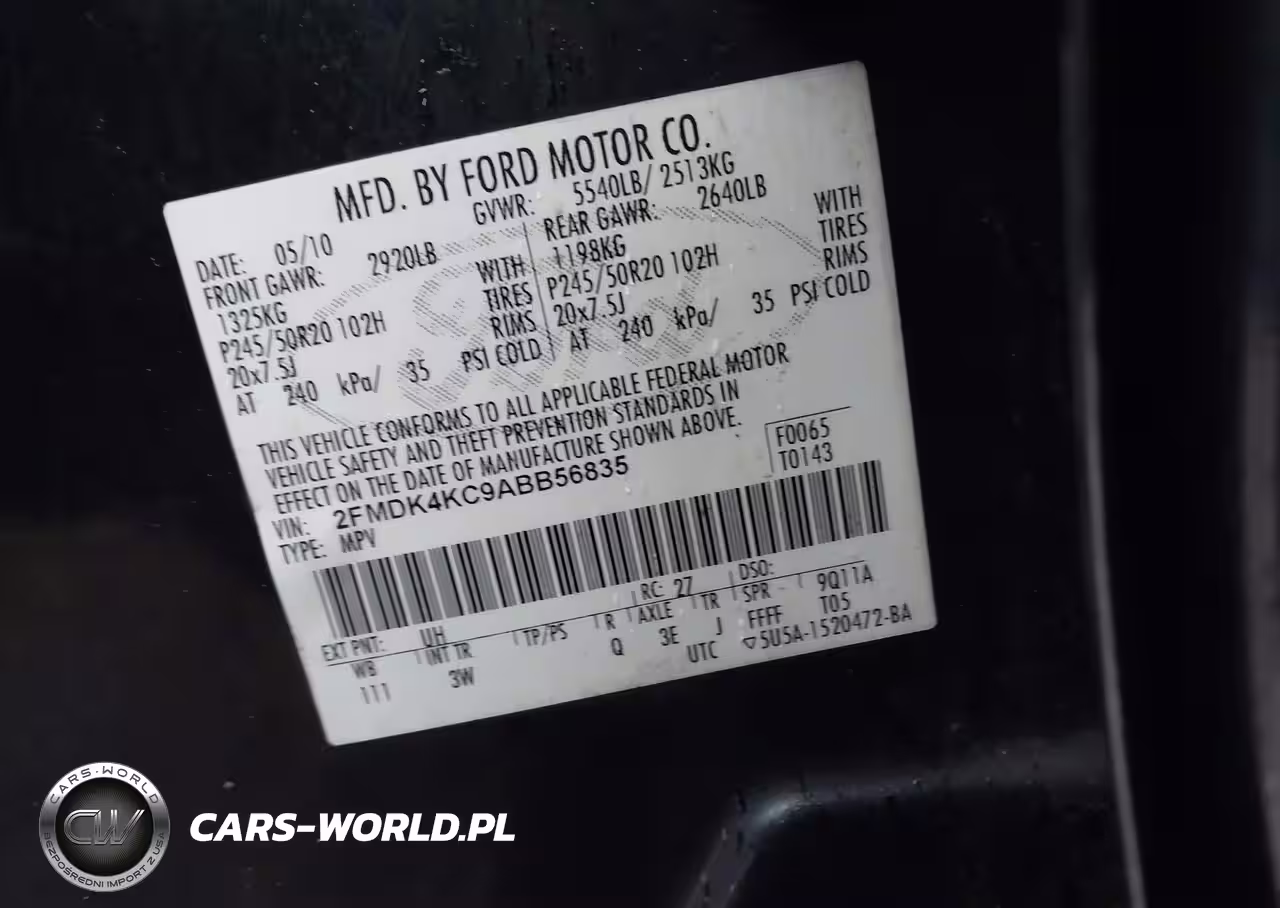 MFD. BY FORD MOTOR CO.
DATE: 05/10 GVWR: 5540LB/ 2513KG
FRONT GAWR: 2920LB REAR GAWR: 2640LB
1325KG WITH 1198KG WITH
P245/50R20 102H TIRES P245/50R20 102H TIRES
20x7.5J RIMS 20x7.5J RIMS
AT 240 kPa/ 35 PSI COLD AT 240 kPa/ 35 PSI COLD
THIS VEHICLE CONFORMS TO ALL APPLICABLE FEDERAL MOTOR
VEHICLE SAFETY AND THEFT PREVENTION STANDARDS IN
EFFECT ON THE DATE OF MANUFACTURE SHOWN ABOVE.
VIN: 2FMDK4KC9ABB56835 F0065
TYPE: MPV T0143
EXT PNT: UH RC: 27 DSO:
WB INT TR TP/PS R AXLE TR SPR 9Q11A
111 3W Q 3E J FFFF T05
UTC ▽5U5A-1520472-BA
CARS-WORLD
CW
BEZPOŚREDNI IMPORT Z USA
CARS-WORLD.PL